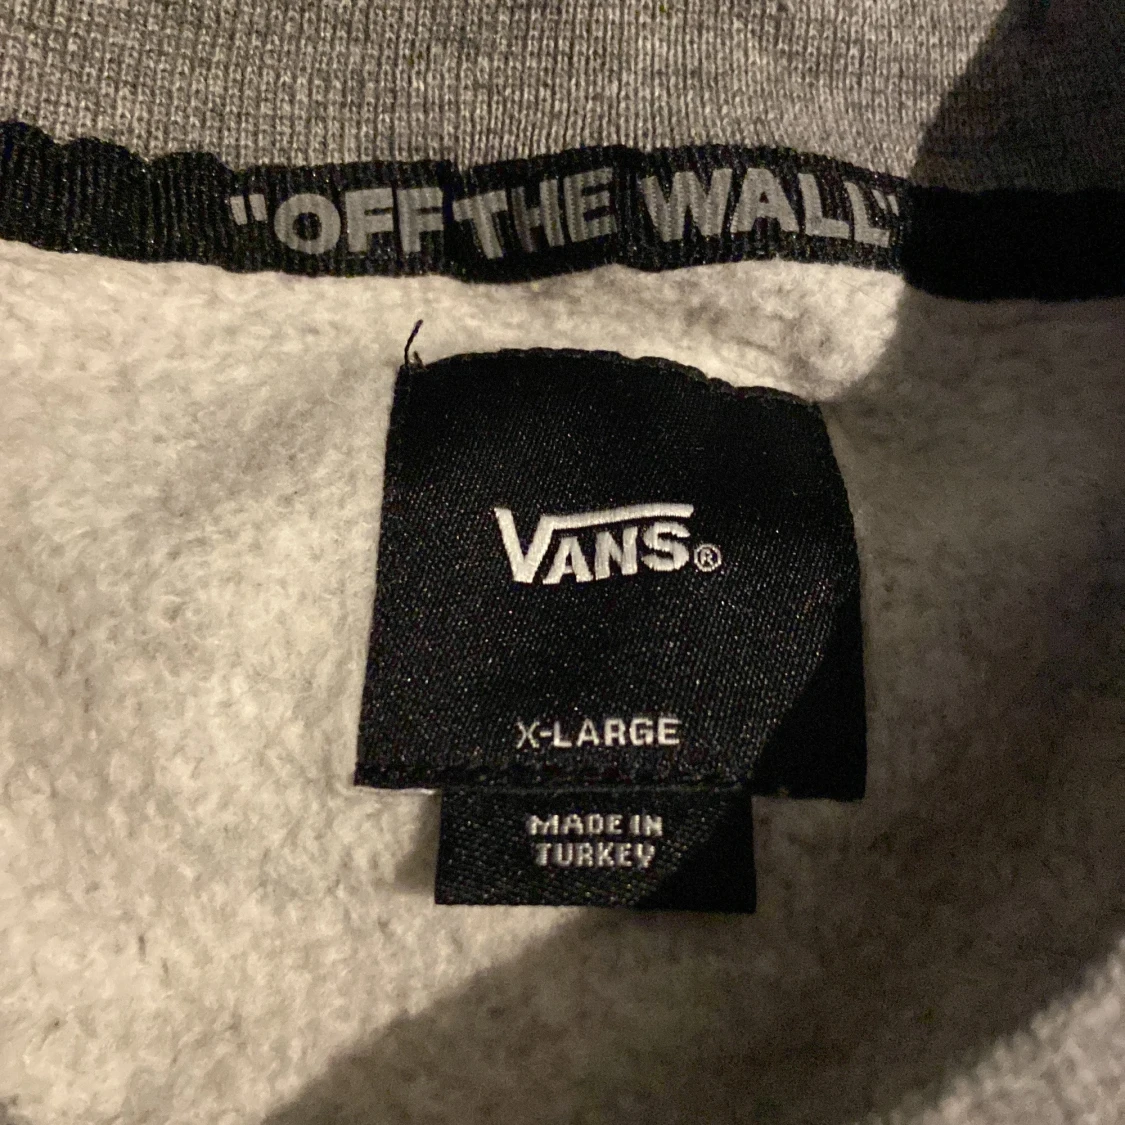 "OFF THE WALL"
VANS®
X-LARGE
MADE IN
TURKEY